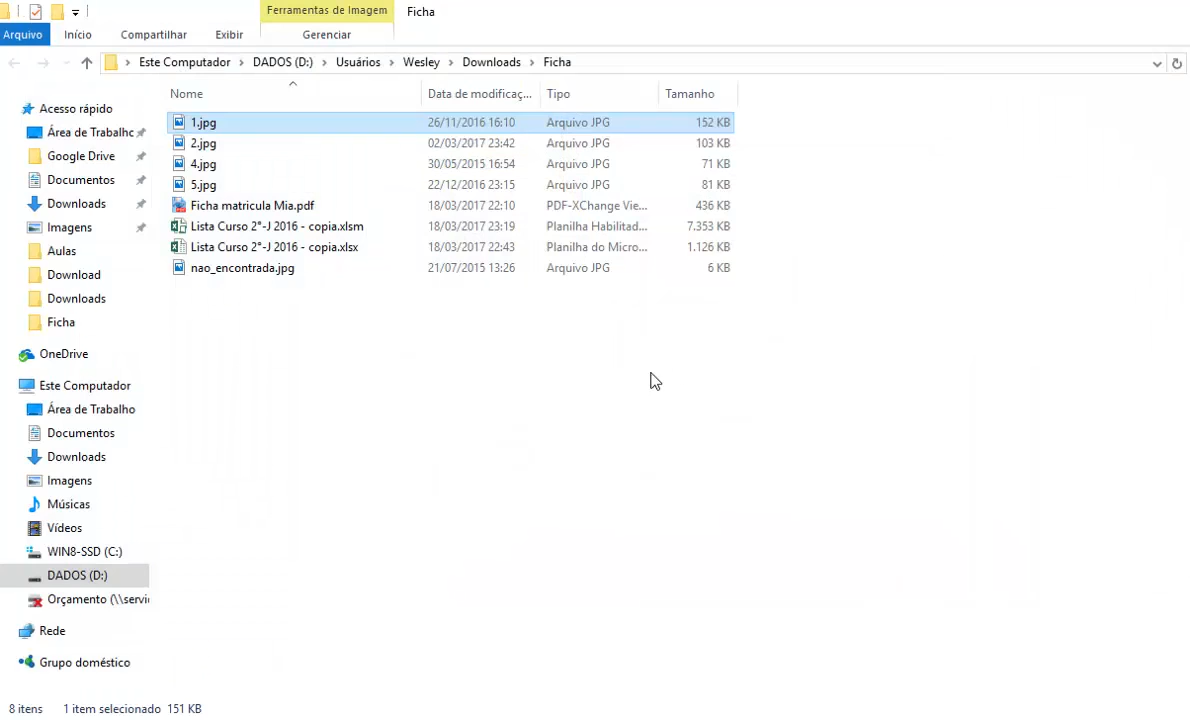 Ferramentas de Imagem Ficha
Arquivo Início Compartilhar Exibir Gerenciar
Este Computador DADOS (D:) Usuários Wesley Downloads Ficha
Nome Data de modificaç... Tipo Tamanho
1.jpg 26/11/2016 16:10 Arquivo JPG 152 KB
2.jpg 02/03/2017 23:42 Arquivo JPG 103 KB
4.jpg 30/05/2015 16:54 Arquivo JPG 71 KB
5.jpg 22/12/2016 23:15 Arquivo JPG 81 KB
Ficha matricula Mia.pdf 18/03/2017 22:10 PDF-XChange Vie... 436 KB
Lista Curso 2°-J 2016 - copia.xlsm 18/03/2017 23:19 Planilha Habilitad... 7.353 KB
Lista Curso 2°-J 2016 - copia.xlsx 18/03/2017 22:43 Planilha do Micro... 1.126 KB
nao_encontrada.jpg 21/07/2015 13:26 Arquivo JPG 6 KB
Acesso rápido
Área de Trabalho
Google Drive
Documentos
Downloads
Imagens
Aulas
Download
Downloads
Ficha
OneDrive
Este Computador
Área de Trabalho
Documentos
Downloads
Imagens
Músicas
Vídeos
WIN8-SSD (C:)
DADOS (D:)
Orçamento (\\servi
Rede
Grupo doméstico
8 itens 1 item selecionado 151 KB